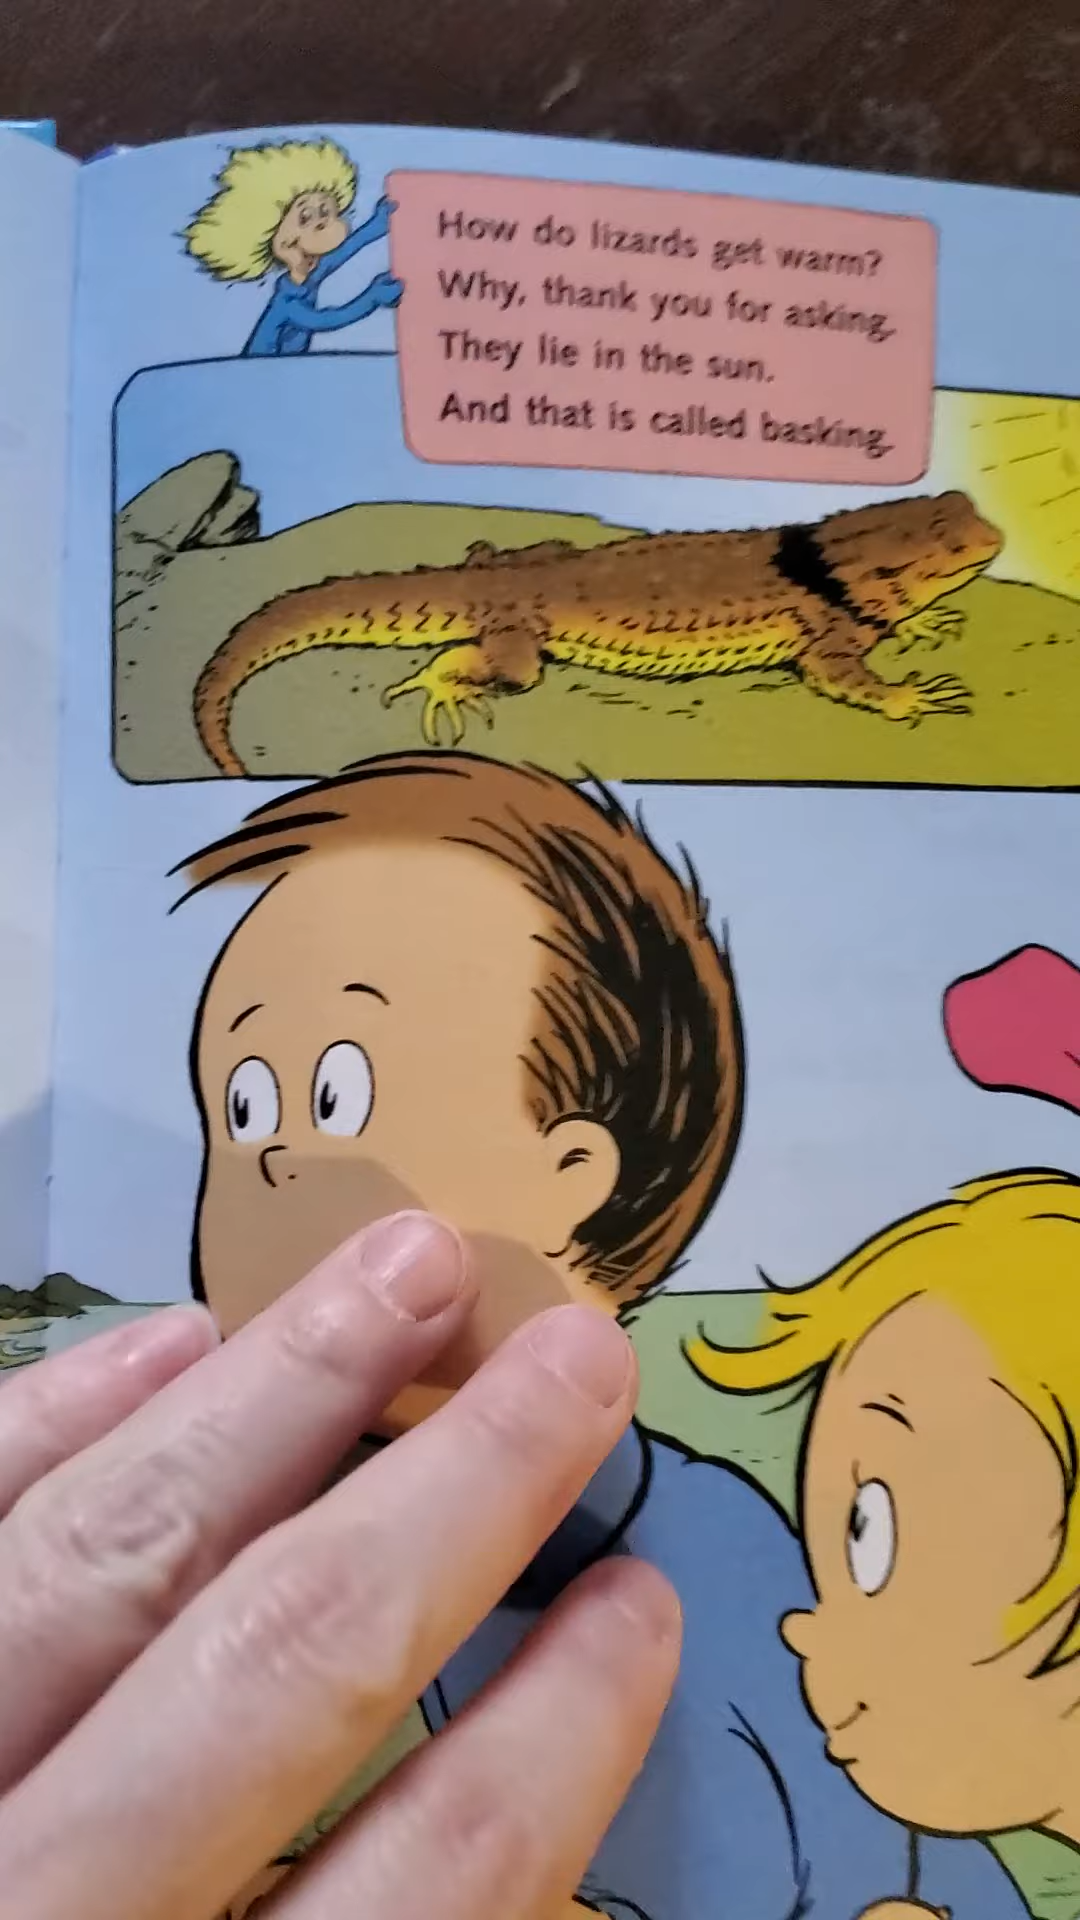 How do lizards get warm?
Why, thank you for asking.
They lie in the sun.
And that is called basking.